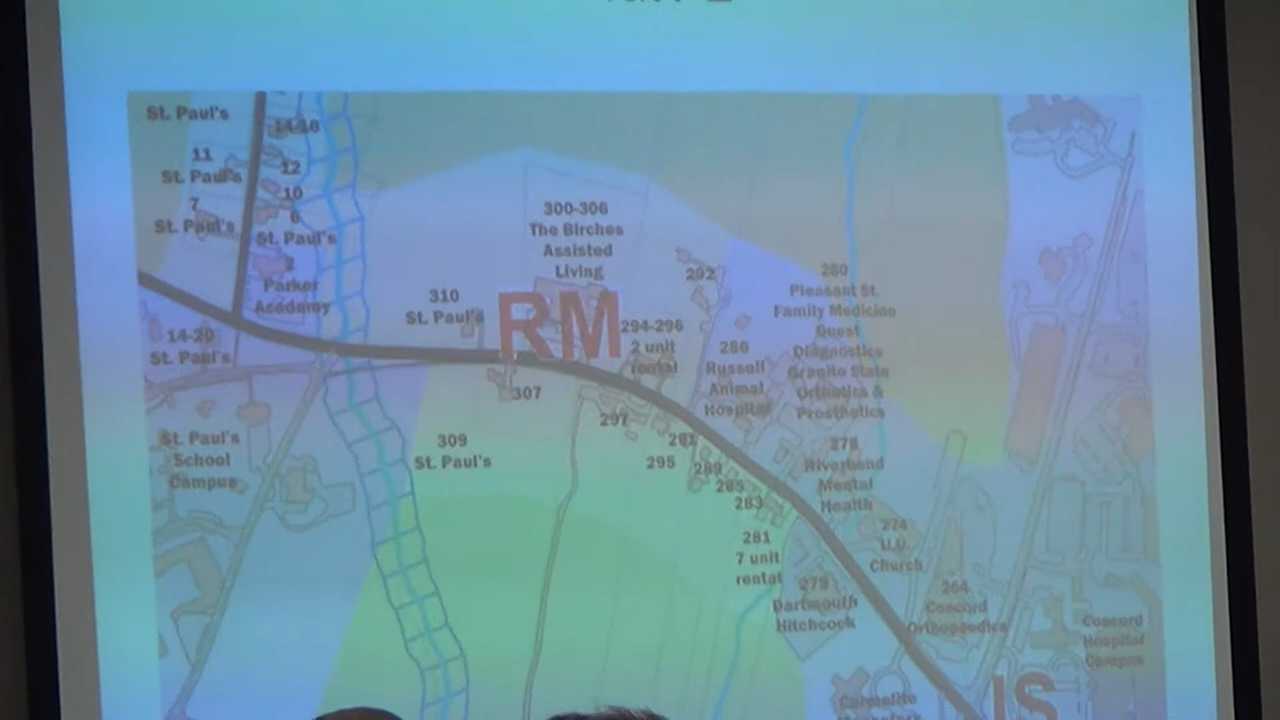 St. Paul's
14-16
11
St. Paul's
12
10
7
St. Paul's
6
St. Paul's
Parker
Academy
14-20
St. Paul's
St. Paul's
School
Campus
300-306
The Birches
Assisted
Living
310
St. Paul's
RM
292
294-296
2 unit
rental
307
297
309
St. Paul's
291
295
289
285
283
281
7 unit
rental
286
Russell
Animal
Hospital
280
Pleasant St.
Family Medicine
Quest
Diagnostics
Granite State
Orthotics &
Prosthetics
278
Riverbend
Mental
Health
274
U.U.
Church
279
Dartmouth
Hitchcock
264
Concord
Orthopaedics
Concord
Hospital
Campus
IS
Carmelite